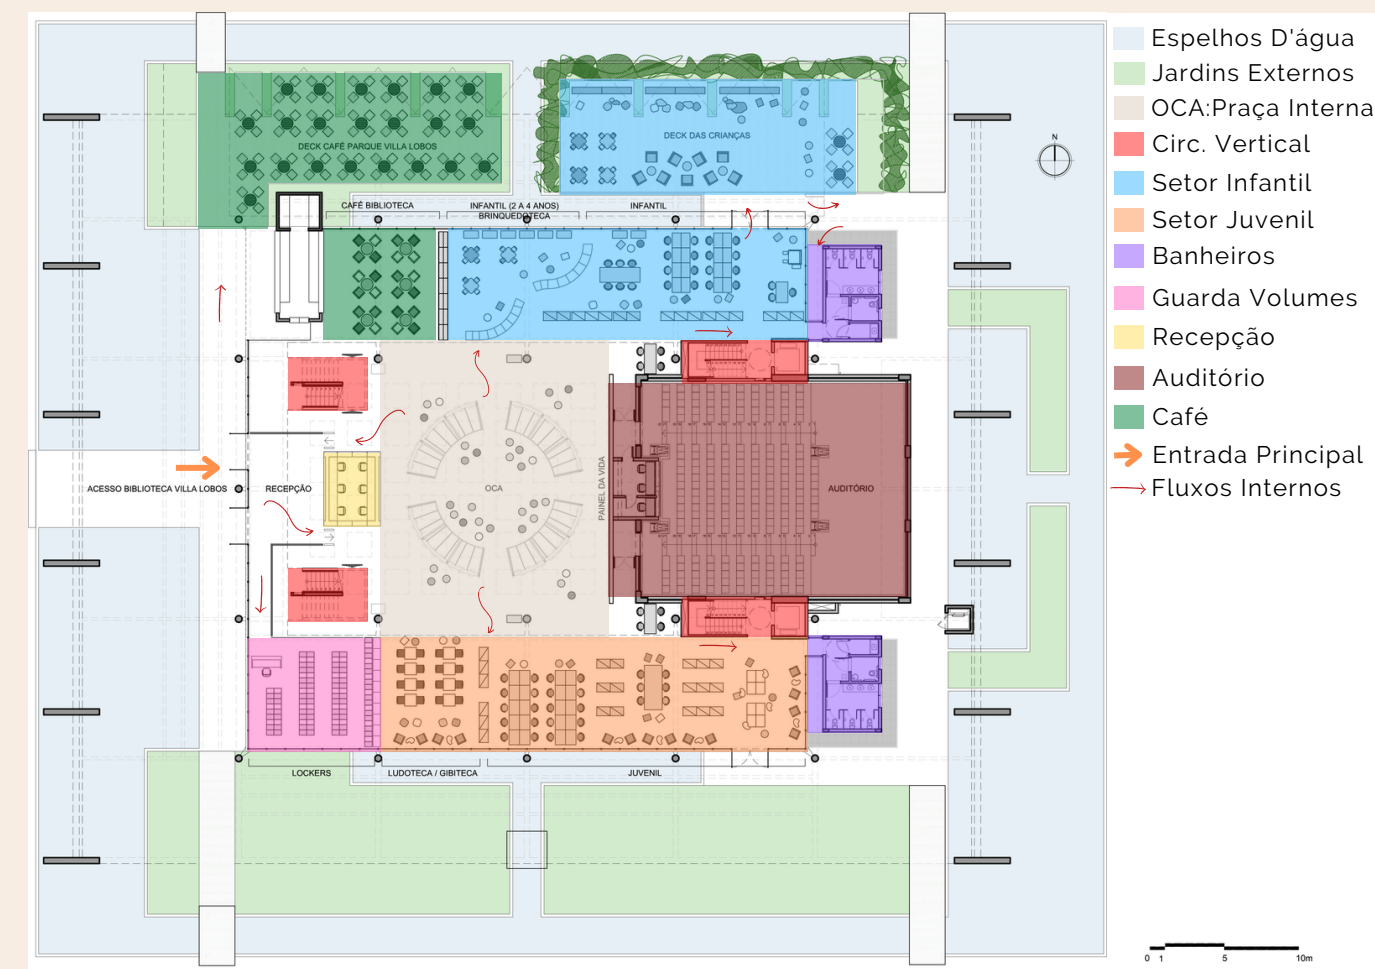 DECK CAFÉ PARQUE VILLA LOBOS
DECK DAS CRIANÇAS
CAFÉ BIBLIOTECA
INFANTIL (2 A 4 ANOS)
BRINQUEDOTECA
INFANTIL
ACESSO BIBLIOTECA VILLA LOBOS
RECEPÇÃO
OCA
PAINEL DA VIDA
AUDITÓRIO
LOCKERS
LUDOTECA / GIBITECA
JUVENIL
Espelhos D'água
Jardins Externos
OCA:Praça Interna
Circ. Vertical
Setor Infantil
Setor Juvenil
Banheiros
Guarda Volumes
Recepção
Auditório
Café
Entrada Principal
Fluxos Internos
N
0 1 5 10m